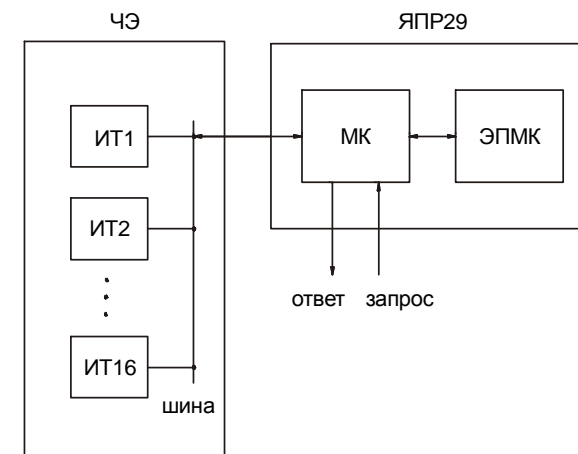 ЧЭ
ЯПР29
ИТ1
МК
ЭПМК
ИТ2
ответ
запрос
ИТ16
шина